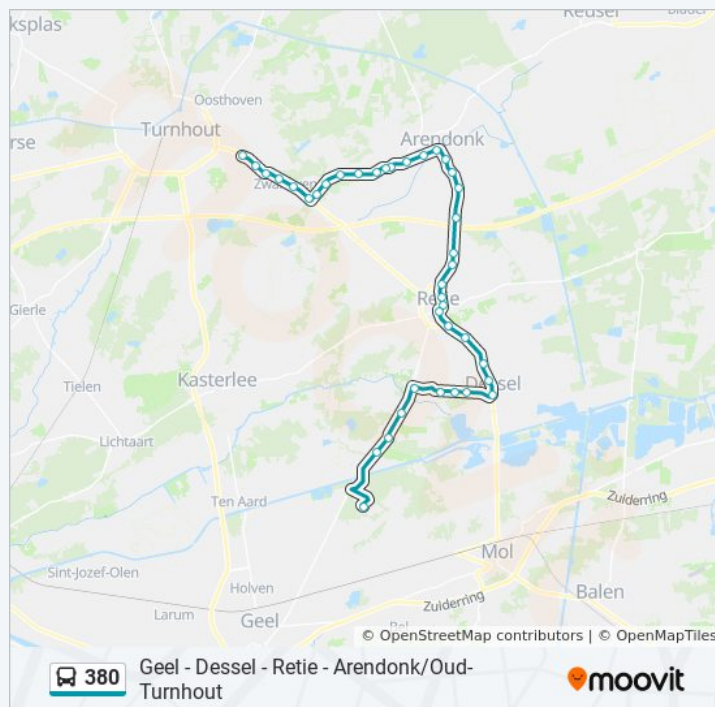 ksplas
Reusel
Bladel
Oosthoven
Turnhout
Arendonk
rse
Gierle
Retie
Tielen
Kasterlee
Dessel
Lichtaart
Ten Aard
Zuiderring
Mol
Sint-Jozef-Olen
Holven
Balen
Zuiderring
Larum
Geel
© OpenStreetMap contributors | © OpenMapTiles
380
Geel - Dessel - Retie - Arendonk/Oud-
Turnhout
moovit